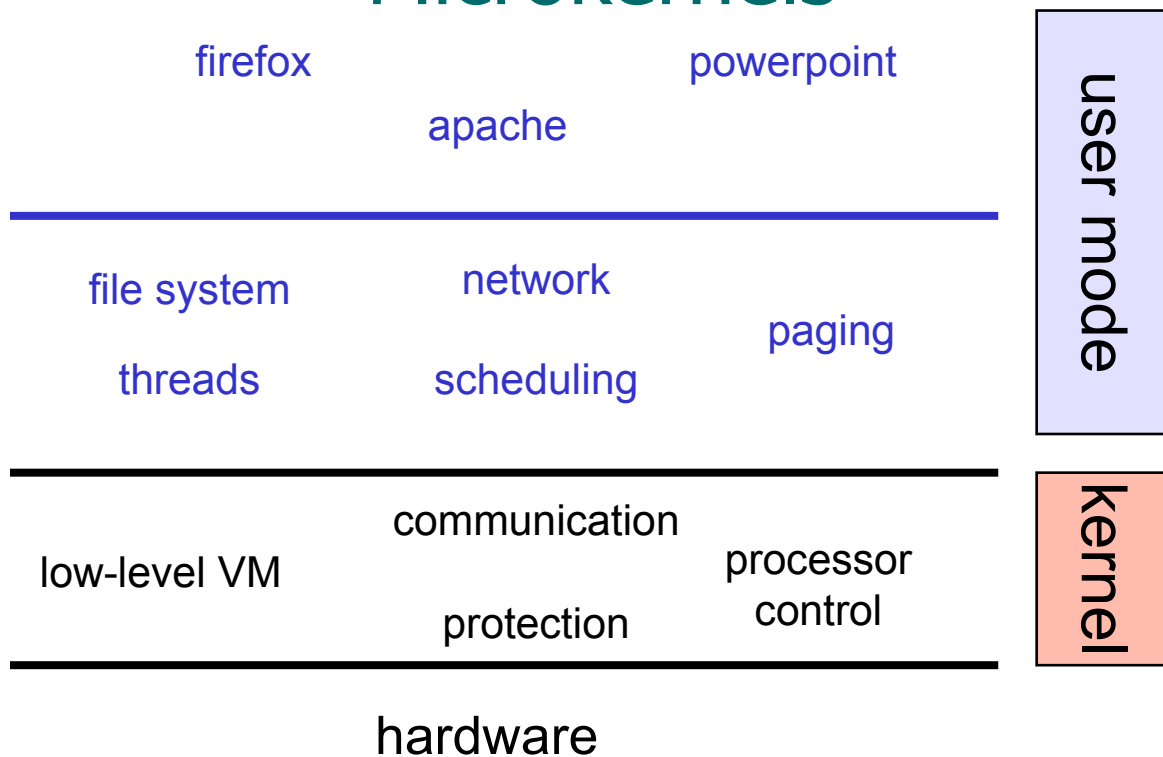 Microkernels
firefox
powerpoint
apache
user mode
file system
network
paging
threads
scheduling
communication
low-level VM
processor
control
protection
kernel
hardware